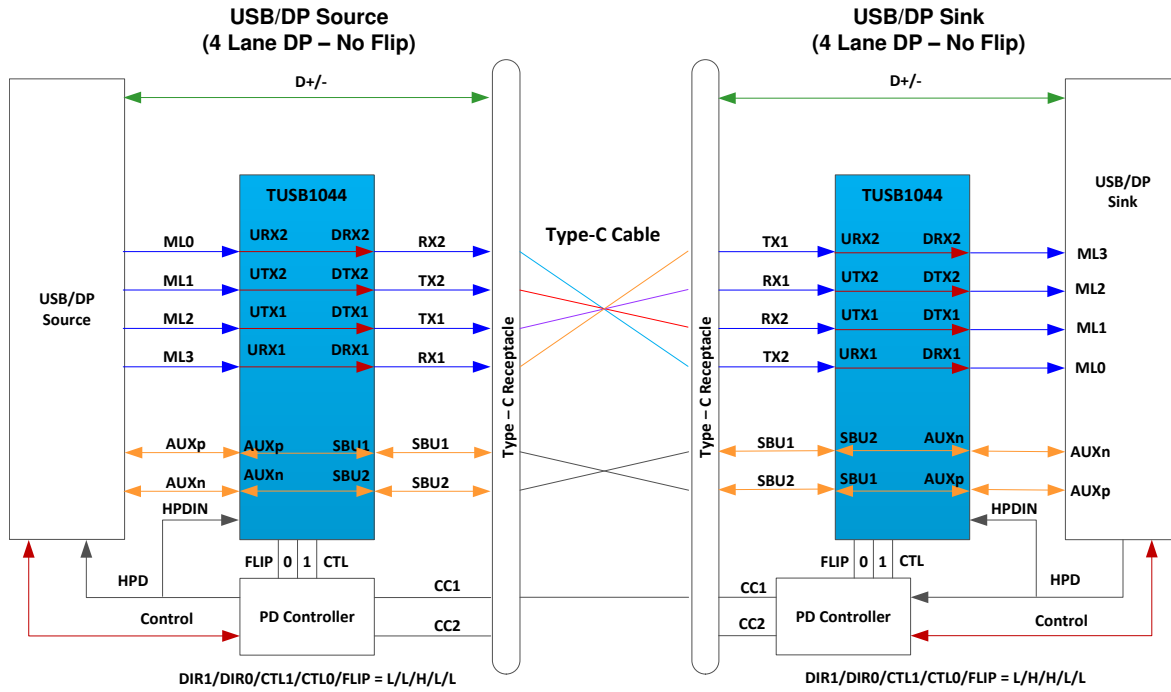 USB/DP Source
(4 Lane DP – No Flip)
USB/DP Sink
(4 Lane DP – No Flip)
D+/-
D+/-
TUSB1044
TUSB1044
USB/DP
Sink
Type-C Cable
ML0
URX2
DRX2
RX2
TX1
URX2
DRX2
ML3
ML1
UTX2
DTX2
TX2
RX1
UTX2
DTX2
ML2
USB/DP
Source
ML2
UTX1
DTX1
TX1
RX2
UTX1
DTX1
ML1
ML3
URX1
DRX1
RX1
TX2
URX1
DRX1
ML0
Type – C Receptacle
Type – C Receptacle
AUXp
AUXp
SBU1
SBU1
SBU1
SBU2
AUXn
AUXn
AUXn
AUXn
SBU2
SBU2
SBU2
SBU1
AUXp
AUXp
HPDIN
HPDIN
FLIP
0
1
CTL
FLIP
0
1
CTL
HPD
CC1
CC1
HPD
Control
PD Controller
CC2
CC2
PD Controller
Control
DIR1/DIR0/CTL1/CTL0/FLIP = L/L/H/L/L
DIR1/DIR0/CTL1/CTL0/FLIP = L/H/H/L/L